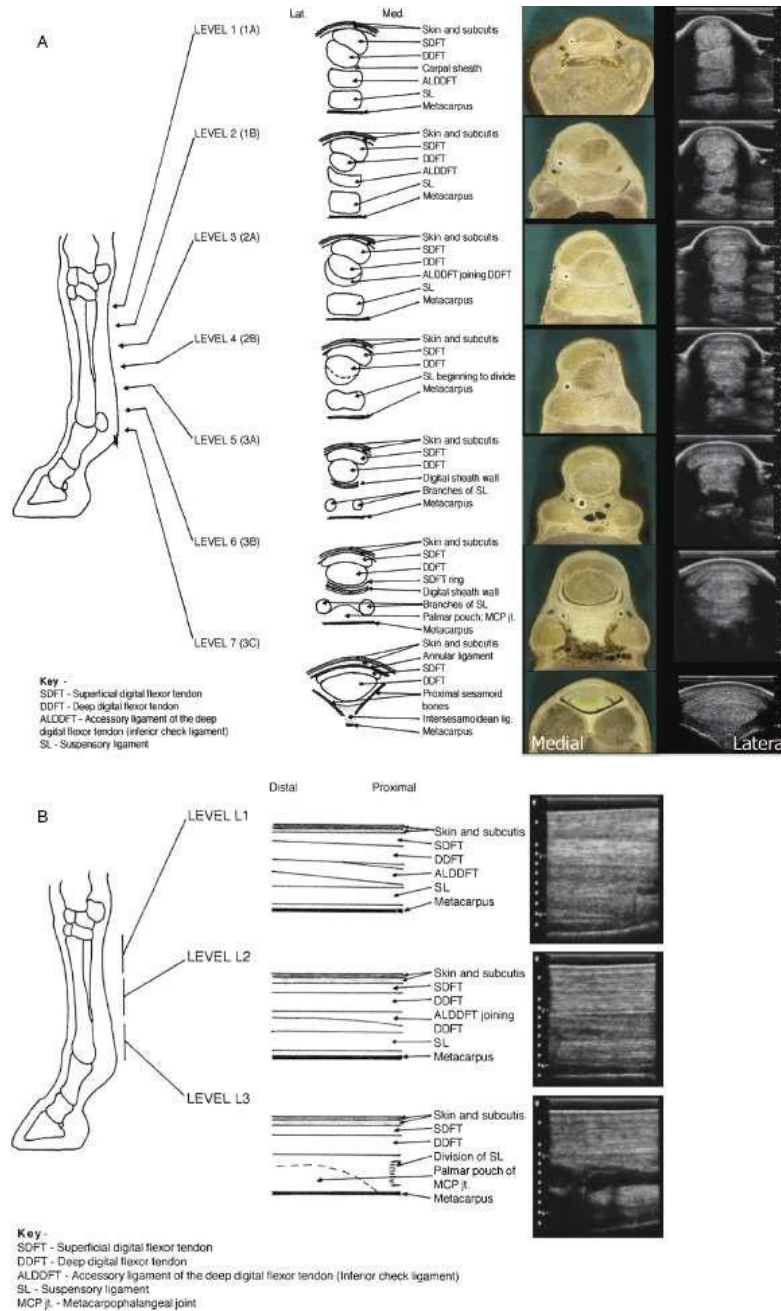 A
Lat.
Med.
LEVEL 1 (1A)
Skin and subcutis
SDFT
DDFT
Carpal sheath
ALDDFT
SL
Metacarpus
LEVEL 2 (1B)
Skin and subcutis
SDFT
DDFT
ALDDFT
SL
Metacarpus
LEVEL 3 (2A)
Skin and subcutis
SDFT
DDFT
ALDDFT joining DDFT
SL
Metacarpus
LEVEL 4 (2B)
Skin and subcutis
SDFT
DDFT
SL beginning to divide
Metacarpus
LEVEL 5 (3A)
Skin and subcutis
SDFT
DDFT
Digital sheath wall
Branches of SL
Metacarpus
LEVEL 6 (3B)
Skin and subcutis
SDFT
DDFT
SDFT ring
Digital sheath wall
Branches of SL
Palmar pouch; MCP jt.
Metacarpus
LEVEL 7 (3C)
Skin and subcutis
Annular ligament
SDFT
DDFT
Proximal sesamoid
bones
Intersesamoidean lig.
Metacarpus
Medial
Lateral
Key -
SDFT - Superficial digital flexor tendon
DDFT - Deep digital flexor tendon
ALDDFT - Accessory ligament of the deep
digital flexor tendon (inferior check ligament)
SL - Suspensory ligament
B
Distal
Proximal
LEVEL L1
Skin and subcutis
SDFT
DDFT
ALDDFT
SL
Metacarpus
LEVEL L2
Skin and subcutis
SDFT
DDFT
ALDDFT joining
DDFT
SL
Metacarpus
LEVEL L3
Skin and subcutis
SDFT
DDFT
Division of SL
Palmar pouch of
MCP jt.
Metacarpus
Key -
SDFT - Superficial digital flexor tendon
DDFT - Deep digital flexor tendon
ALDDFT - Accessory ligament of the deep digital flexor tendon (Inferior check ligament)
SL - Suspensory ligament
MCP jt. - Metacarpophalangeal joint